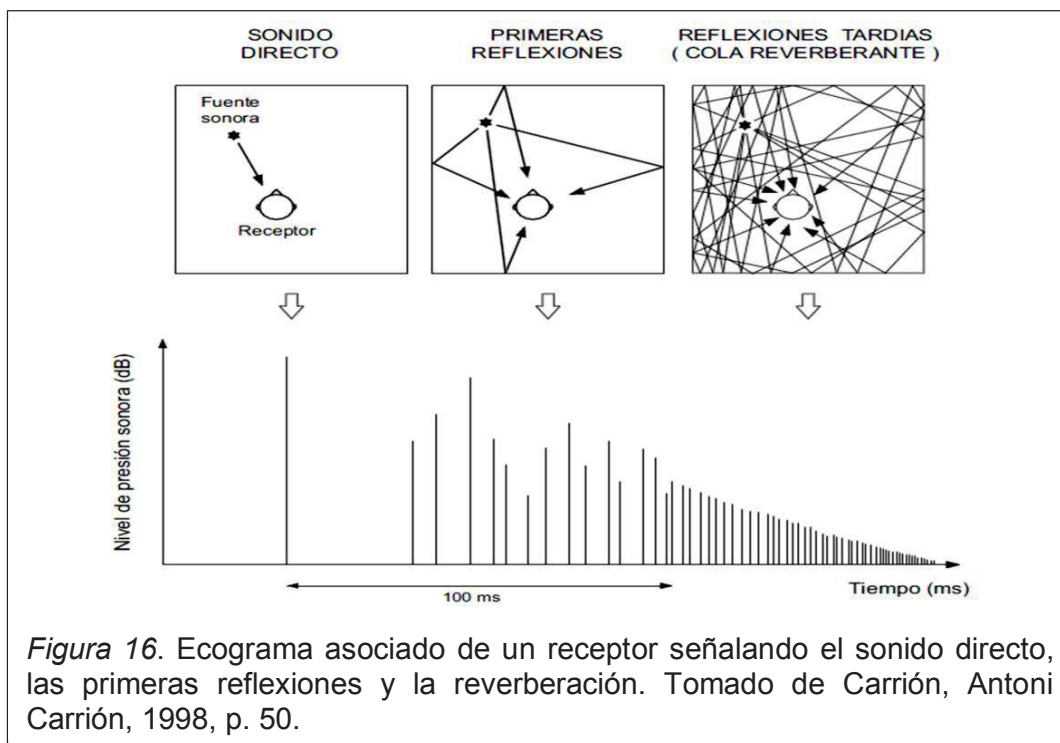 SONIDO
DIRECTO
PRIMERAS
REFLEXIONES
REFLEXIONES TARDIAS
( COLA REVERBERANTE )
Fuente
sonora
Receptor
Nivel de presión sonora (dB)
100 ms
Tiempo (ms)
Figura 16. Ecograma asociado de un receptor señalando el sonido directo,
las primeras reflexiones y la reverberación. Tomado de Carrión, Antoni
Carrión, 1998, p. 50.